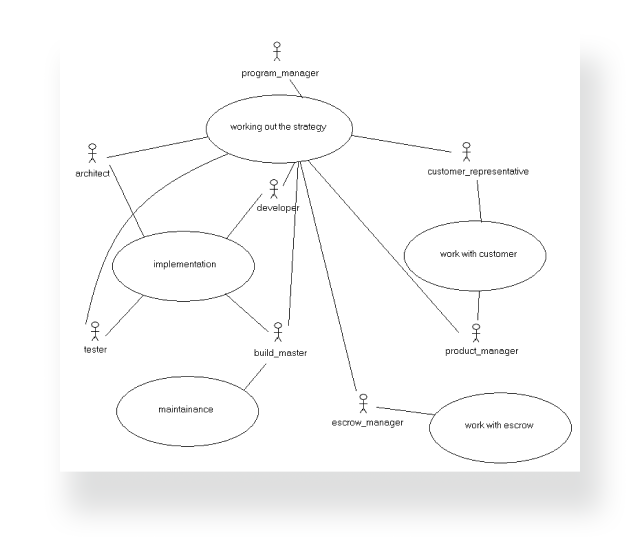 program_manager
working out the strategy
architect
customer_representative
developer
implementation
work with customer
tester
build_master
product_manager
maintainance
escrow_manager
work with escrow